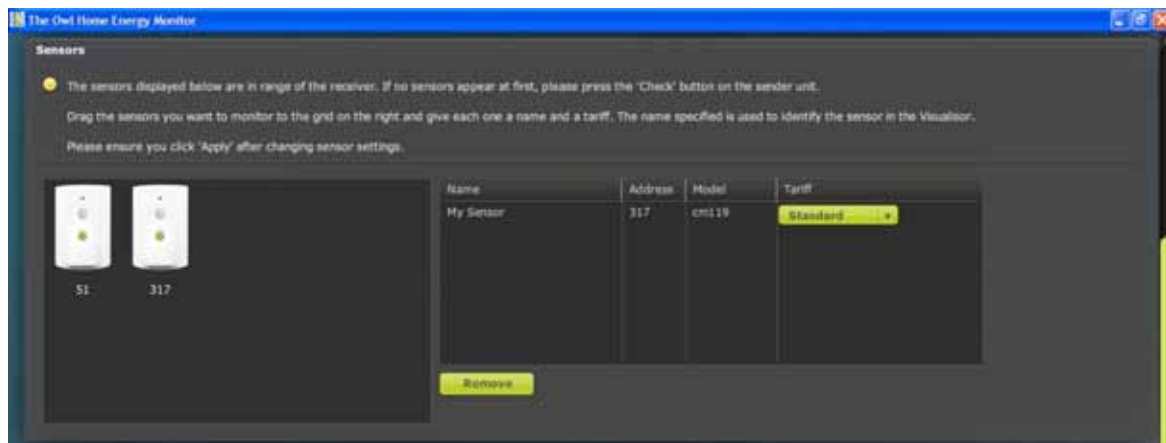 The Owl Home Energy Monitor
Sensors
The sensors displayed below are in range of the receiver. If no sensors appear at first, please press the 'Check' button on the sender unit.
Drag the sensors you want to monitor to the grid on the right and give each one a name and a tariff. The name specified is used to identify the sensor in the Visualisor.
Please ensure you click 'Apply' after changing sensor settings.
Name Address Model Tariff
My Sensor 317 cm119 Standard
51 317
Remove